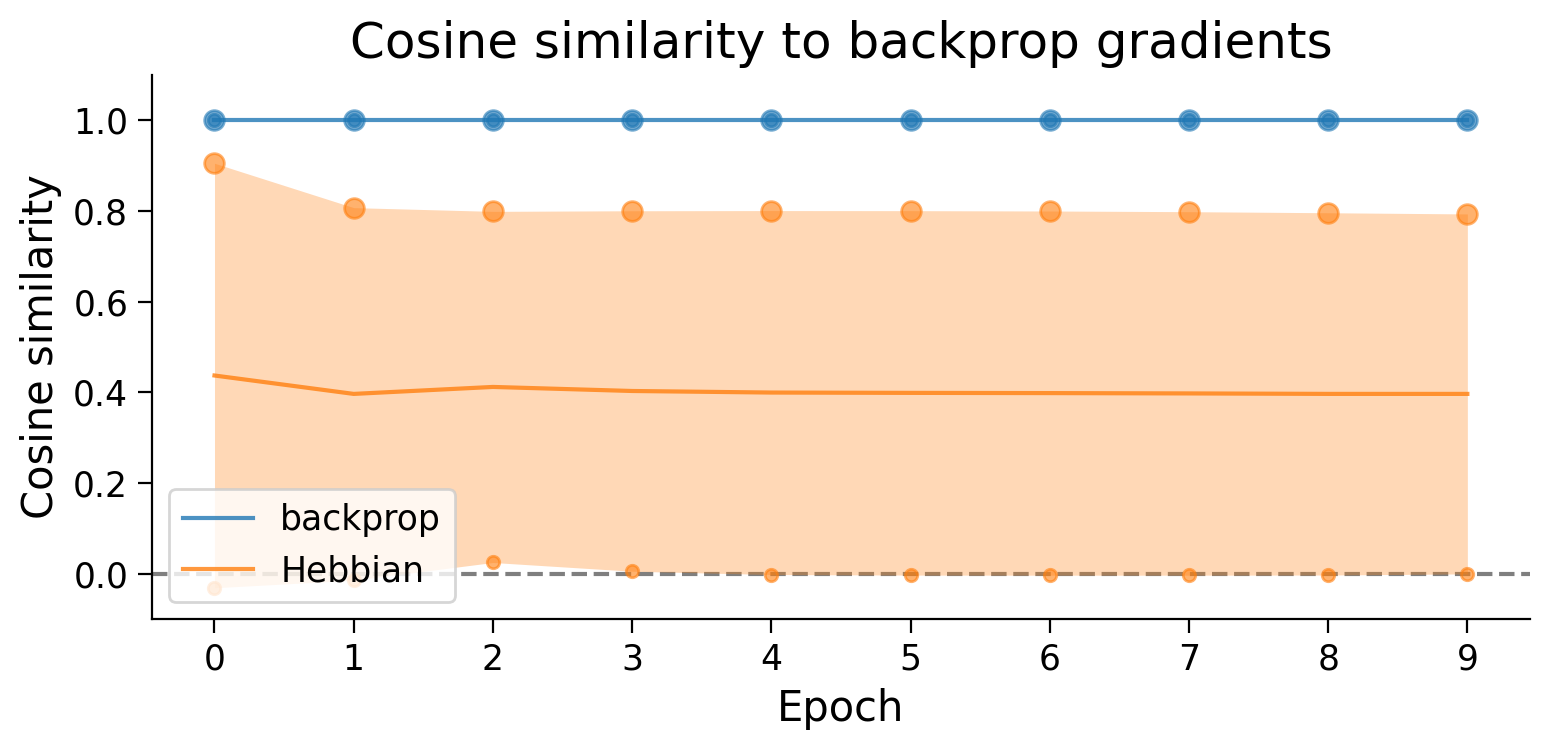 Cosine similarity to backprop gradients
Cosine similarity
1.0
0.8
0.6
0.4
0.2
0.0
backprop
Hebbian
0 1 2 3 4 5 6 7 8 9
Epoch